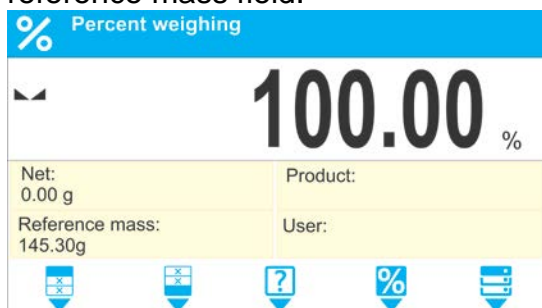 reference mass field.
% Percent weighing
100.00 %
Net:
0.00 g
Product:
Reference mass:
145.30g
User:
?
%